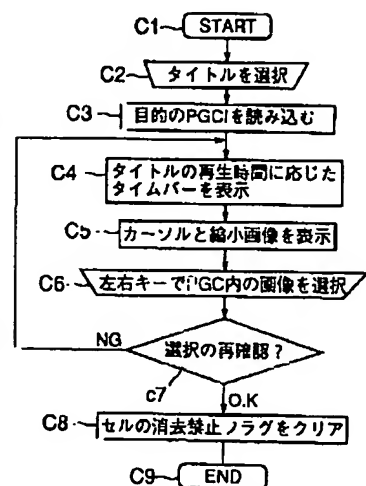 C1 START
C2 タイトルを選択
C3 目的のPGCIを読み込む
C4 タイトルの再生時間に応じた
タイムバーを表示
C5 カーソルと縮小画像を表示
C6 左右キーでPGC内の画像を選択
NG 選択の再確認?
c7
O.K
C8 セルの消去禁止フラグをクリア
C9 END